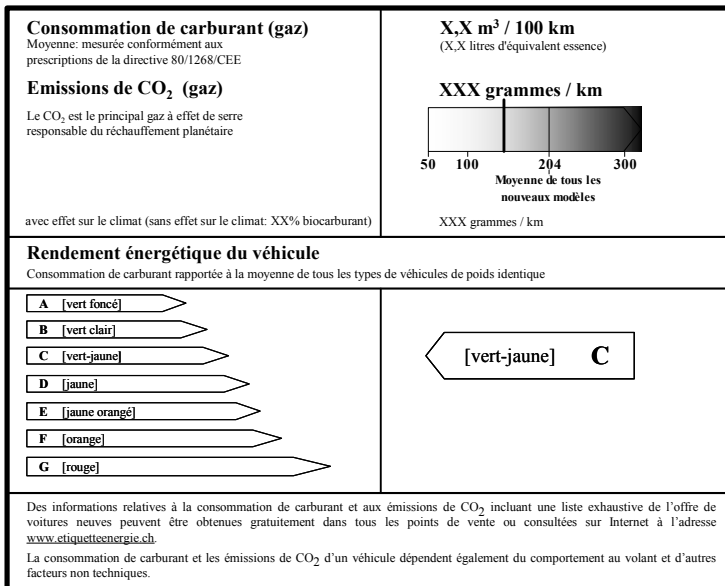 Consommation de carburant (gaz)
Moyenne: mesurée conformément aux
prescriptions de la directive 80/1268/CEE
X,X m³ / 100 km
(X,X litres d'équivalent essence)
Emissions de CO₂ (gaz)
Le CO₂ est le principal gaz à effet de serre
responsable du réchauffement planétaire
XXX grammes / km
50 100 204 300
Moyenne de tous les
nouveaux modèles
avec effet sur le climat (sans effet sur le climat: XX% biocarburant)
XXX grammes / km
Rendement énergétique du véhicule
Consommation de carburant rapportée à la moyenne de tous les types de véhicules de poids identique
A [vert foncé]
B [vert clair]
C [vert-jaune]
D [jaune]
E [jaune orangé]
F [orange]
G [rouge]
[vert-jaune] C
Des informations relatives à la consommation de carburant et aux émissions de CO₂ incluant une liste exhaustive de l'offre de
voitures neuves peuvent être obtenues gratuitement dans tous les points de vente ou consultées sur Internet à l'adresse
www.etiquetteenergie.ch.
La consommation de carburant et les émissions de CO₂ d'un véhicule dépendent également du comportement au volant et d'autres
facteurs non techniques.